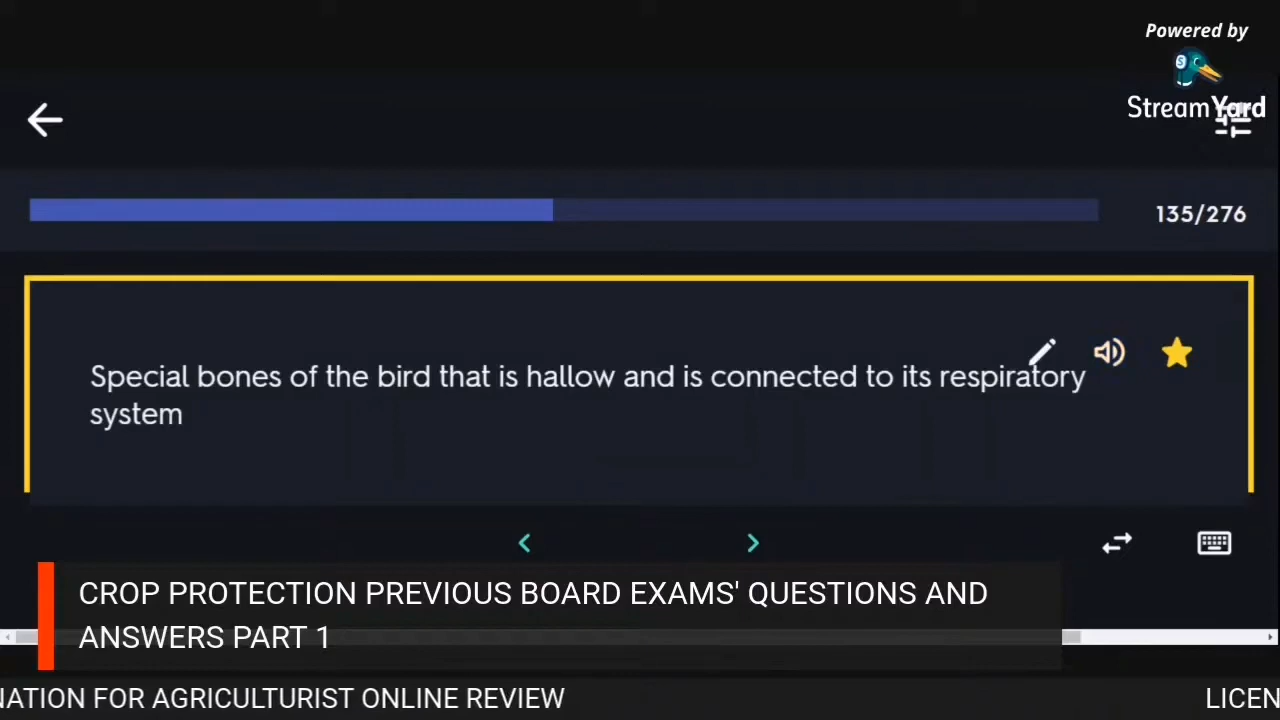 Powered by
StreamYard
135/276
Special bones of the bird that is hallow and is connected to its respiratory
system
CROP PROTECTION PREVIOUS BOARD EXAMS' QUESTIONS AND
ANSWERS PART 1
NATION FOR AGRICULTURIST ONLINE REVIEW
LICEN